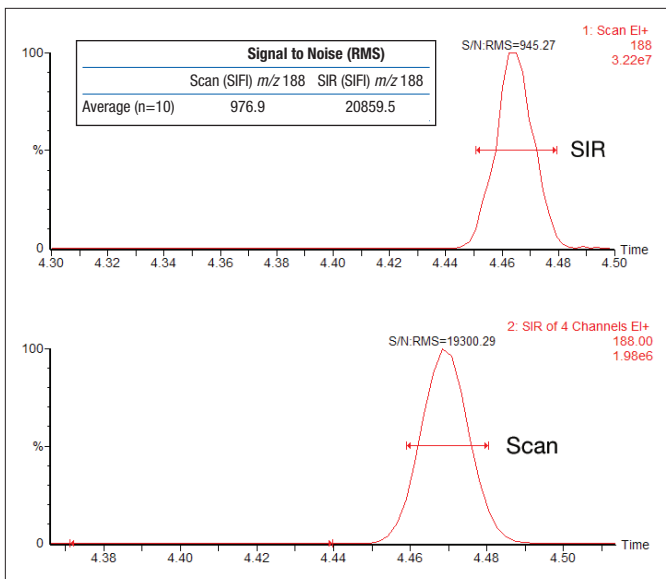 Signal to Noise (RMS)
Scan (SIFI) m/z 188 SIR (SIFI) m/z 188
Average (n=10) 976.9 20859.5
S/N:RMS=945.27
1: Scan EI+
188
3.22e7
100
%
0
SIR
Time
4.30 4.32 4.34 4.36 4.38 4.40 4.42 4.44 4.46 4.48 4.50
S/N:RMS=19300.29
2: SIR of 4 Channels EI+
188.00
1.98e6
100
%
0
Scan
Time
4.38 4.40 4.42 4.44 4.46 4.48 4.50